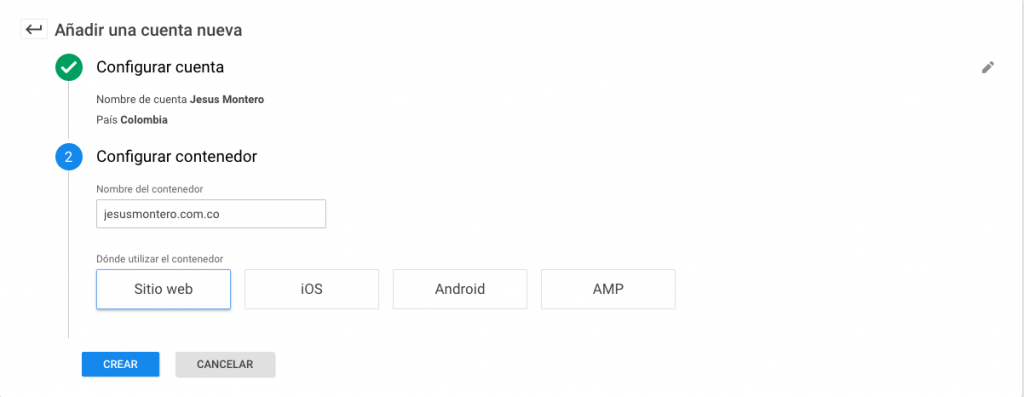 Añadir una cuenta nueva
Configurar cuenta
Nombre de cuenta Jesus Montero
País Colombia
2 Configurar contenedor
Nombre del contenedor
jesusmontero.com.co
Dónde utilizar el contenedor
Sitio web iOS Android AMP
CREAR CANCELAR